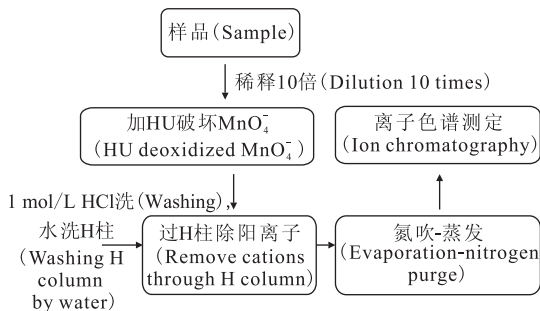 样品(Sample)
稀释10倍(Dilution 10 times)
加HU破坏MnO₄⁻
(HU deoxidized MnO₄⁻)
离子色谱测定
(Ion chromatography)
1 mol/L HCl洗(Washing),
水洗H柱
(Washing H
column
by water)
过H柱除阳离子
(Remove cations
through H column)
氮吹-蒸发
(Evaporation-nitrogen
purge)